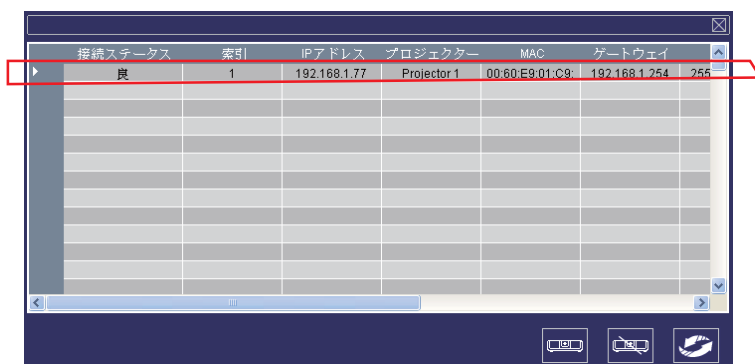 接続ステータス 索引 IPアドレス プロジェクター MAC ゲートウェイ
良 1 192.168.1.77 Projector 1 00:60:E9:01:C9: 192.168.1.254 255